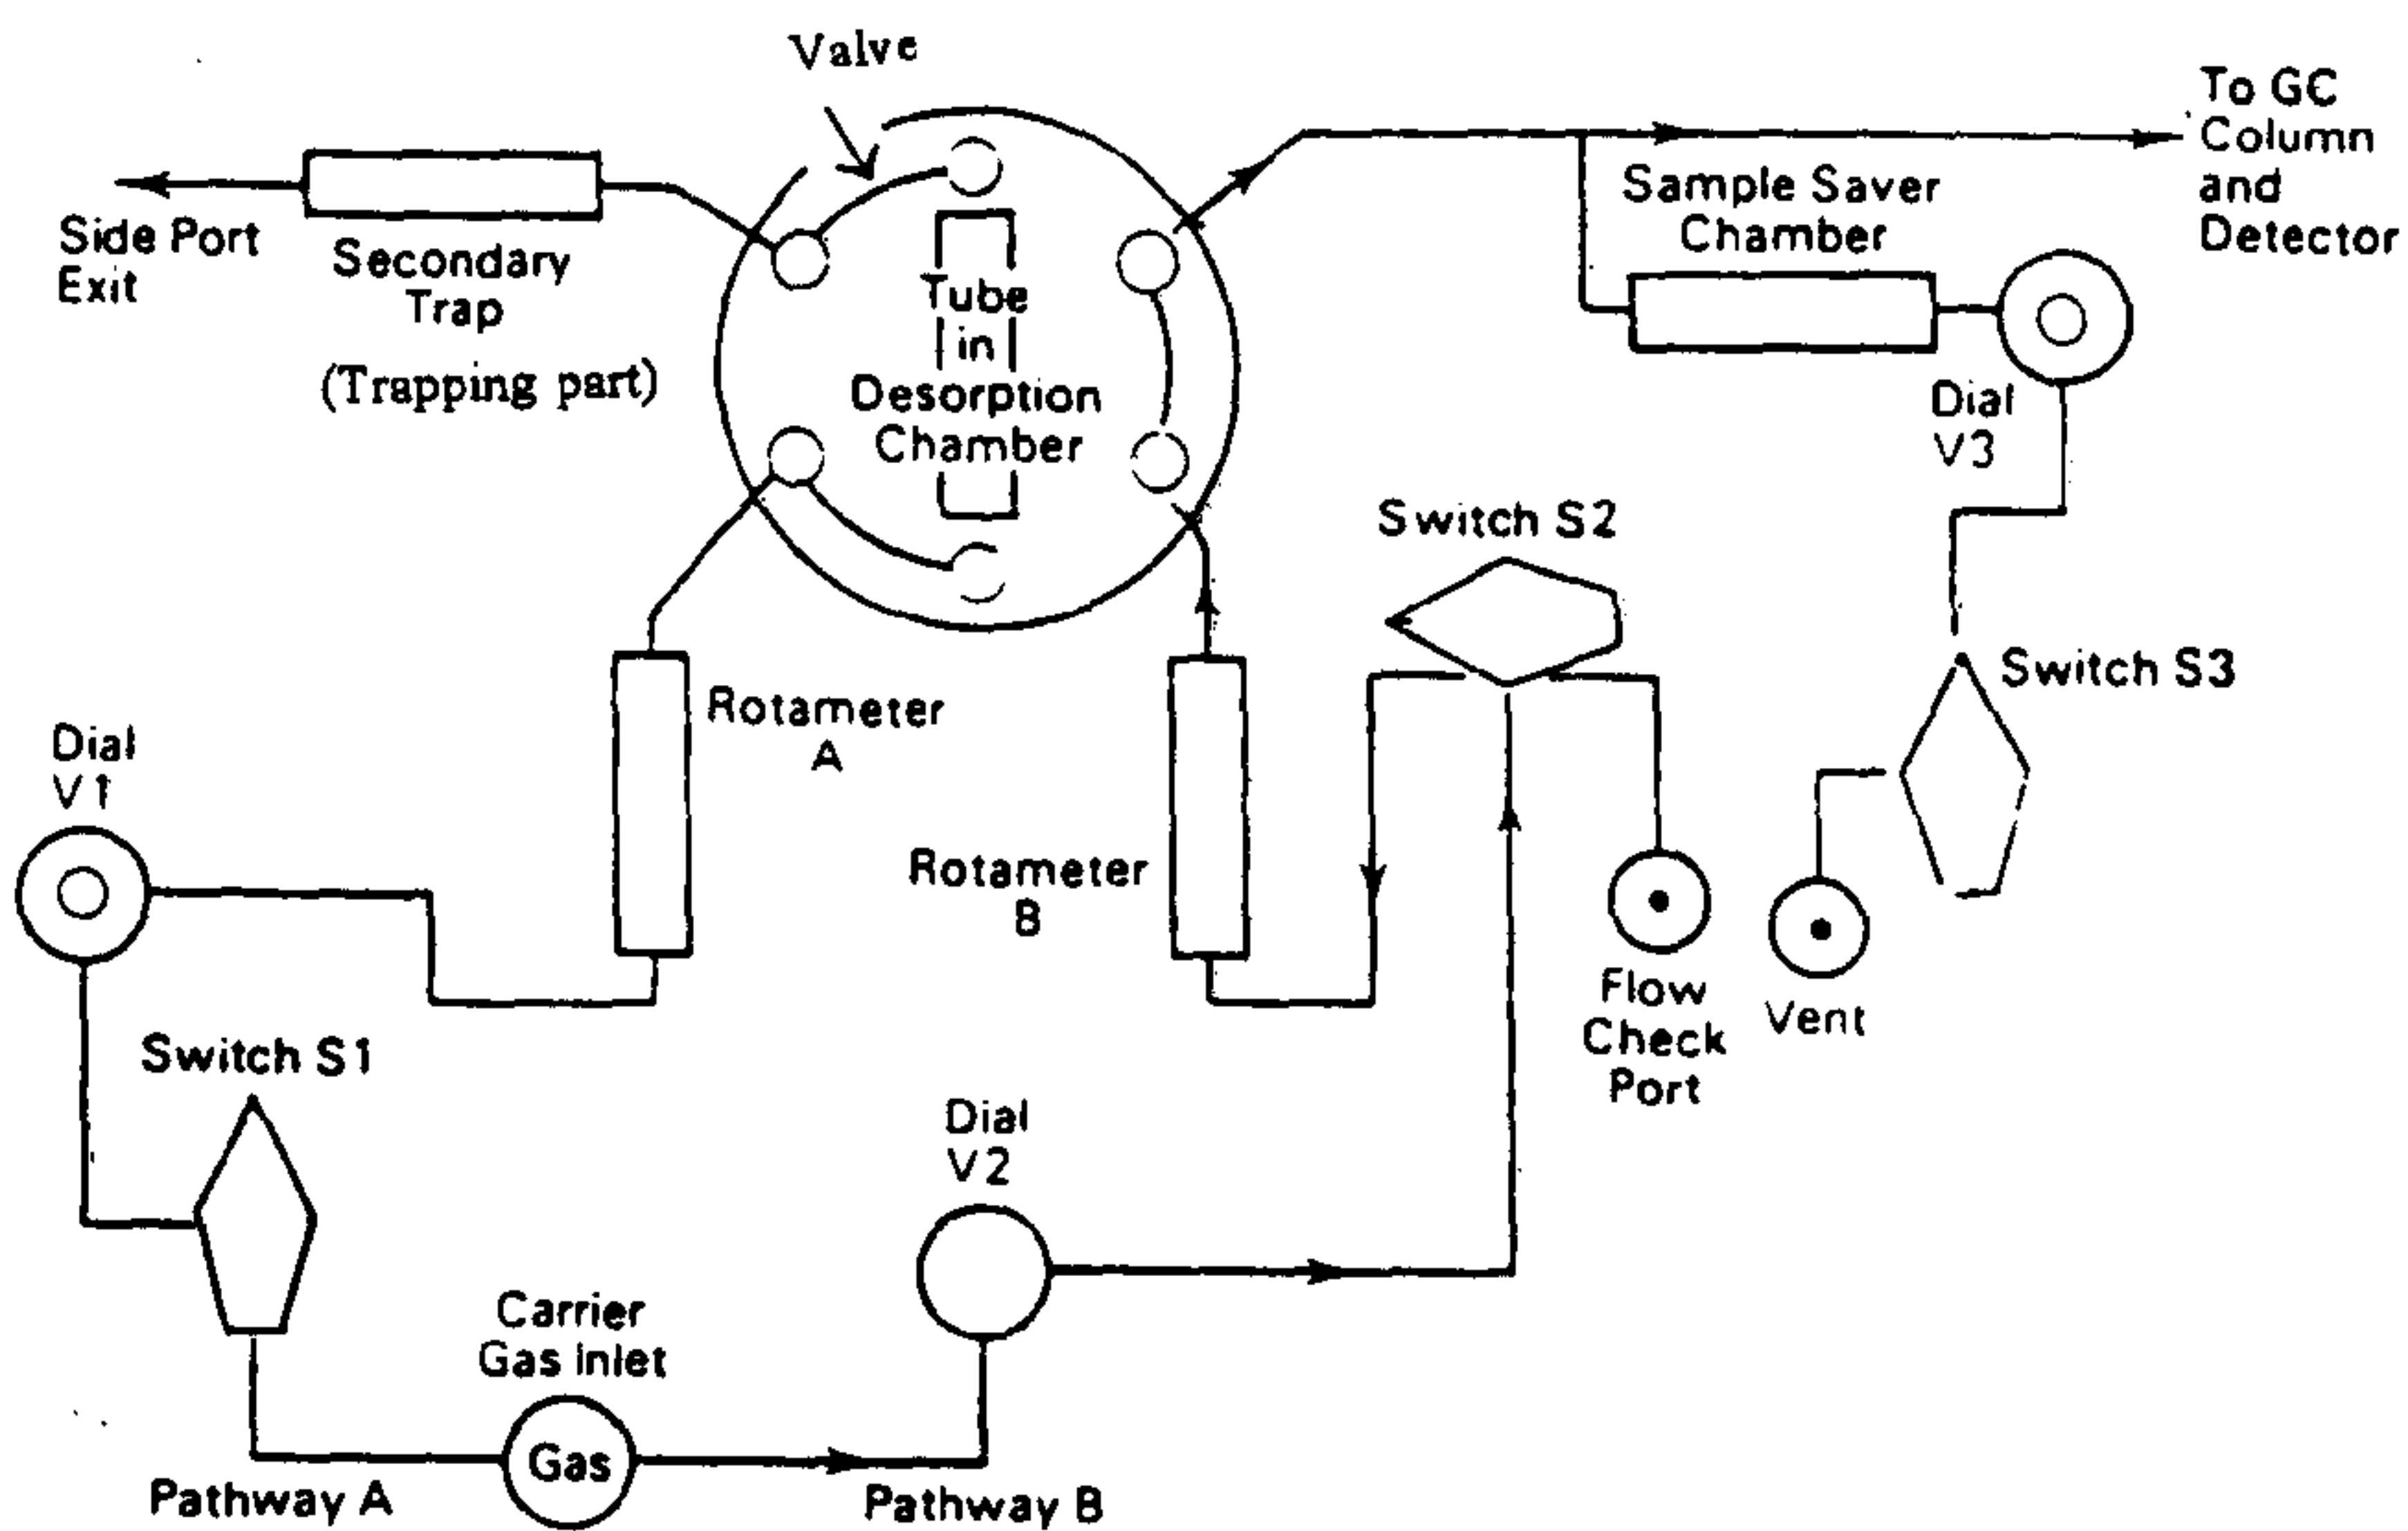 Valve
To GC
Column
and
Detector
Side Port
Exit
Secondary
Trap
(Trapping part)
Tube
in
Desorption
Chamber
Sample Saver
Chamber
Dial
V3
Switch S2
Switch S3
Rotameter
A
Dial
V1
Rotameter
B
Flow
Check
Port
Vent
Switch S1
Dial
V2
Carrier
Gas Inlet
Gas
Pathway A
Pathway B